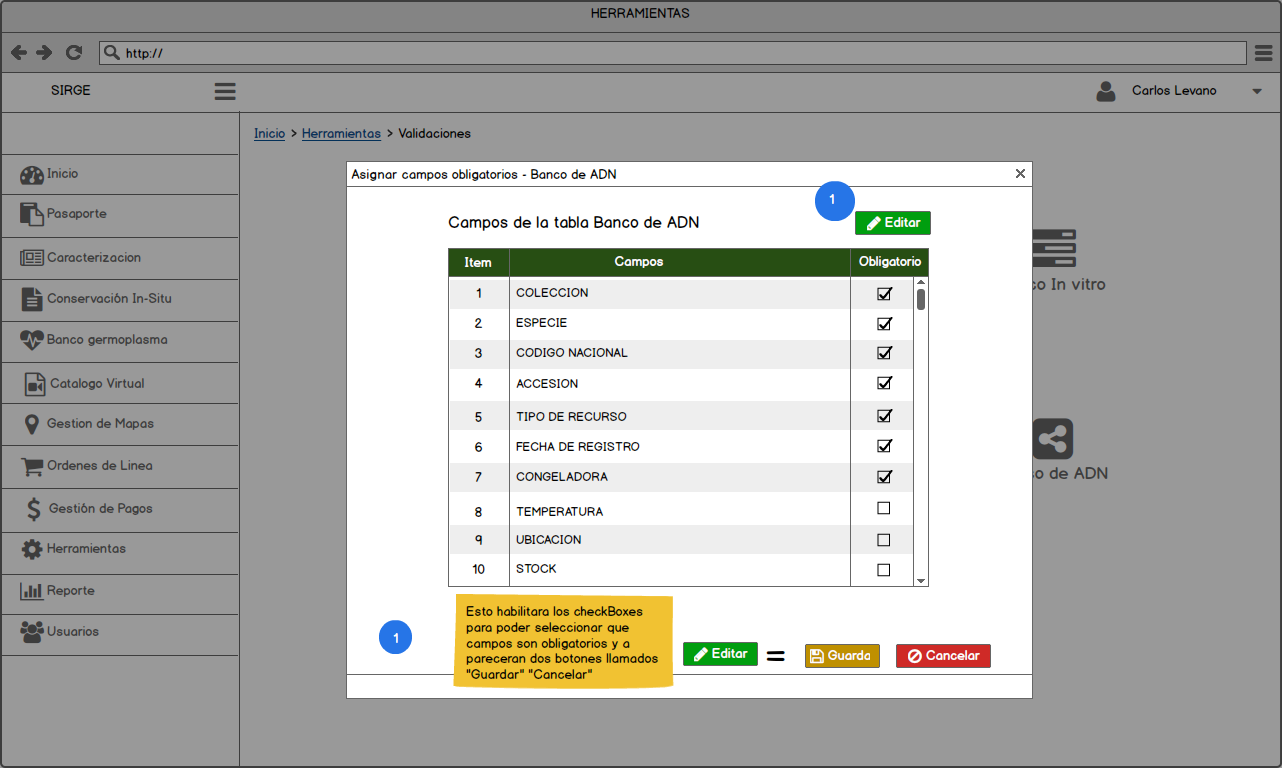 HERRAMIENTAS
http://
SIRGE
Carlos Levano
Inicio > Herramientas > Validaciones
Inicio
Pasaporte
Caracterizacion
Conservación In-Situ
Banco germoplasma
Catalogo Virtual
Gestion de Mapas
Ordenes de Linea
Gestión de Pagos
Herramientas
Reporte
Usuarios
Asignar campos obligatorios - Banco de ADN
1
Campos de la tabla Banco de ADN
Editar
Item Campos Obligatorio
1 COLECCION
2 ESPECIE
3 CODIGO NACIONAL
4 ACCESION
5 TIPO DE RECURSO
6 FECHA DE REGISTRO
7 CONGELADORA
8 TEMPERATURA
9 UBICACION
10 STOCK
1
Esto habilitara los checkBoxes
para poder seleccionar que
campos son obligatorios y a
pareceran dos botones llamados
"Guardar" "Cancelar"
Editar = Guarda Cancelar
In vitro
de ADN